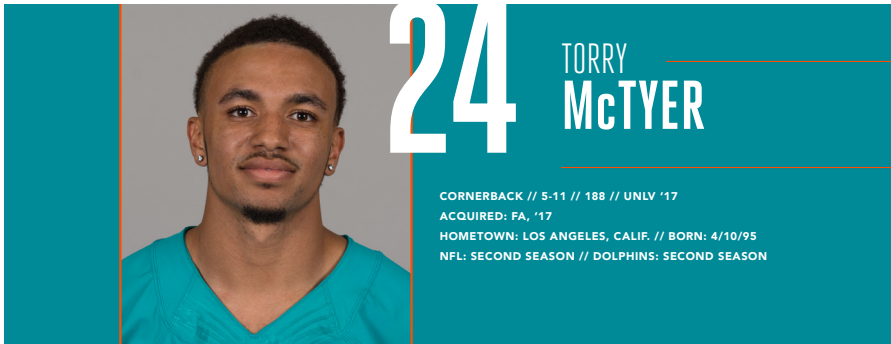 24
TORRY
McTYER
CORNERBACK // 5-11 // 188 // UNLV ’17
ACQUIRED: FA, ’17
HOMETOWN: LOS ANGELES, CALIF. // BORN: 4/10/95
NFL: SECOND SEASON // DOLPHINS: SECOND SEASON